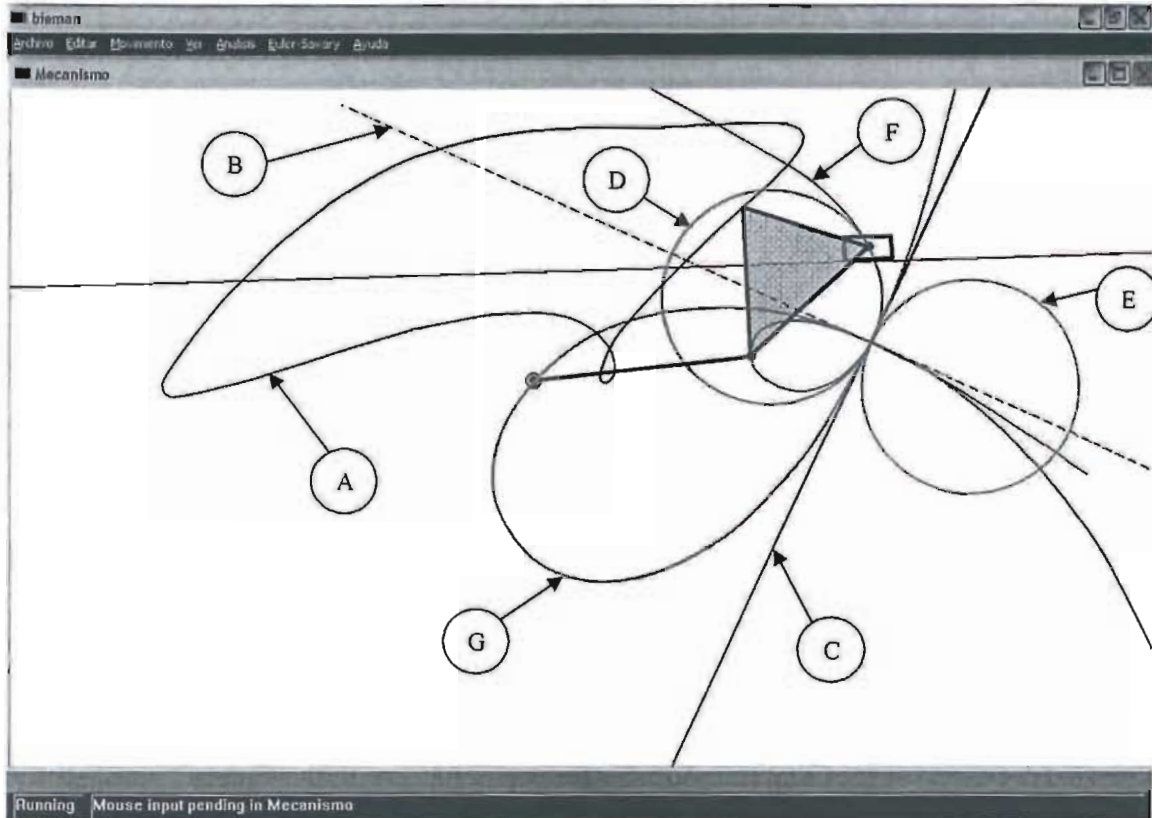 bieman
Archivo Editar Movimento Ver Analisis Euler-Savary Ayuda
Mecanismo
B
D
F
E
A
G
C
Running Mouse input pending in Mecanismo